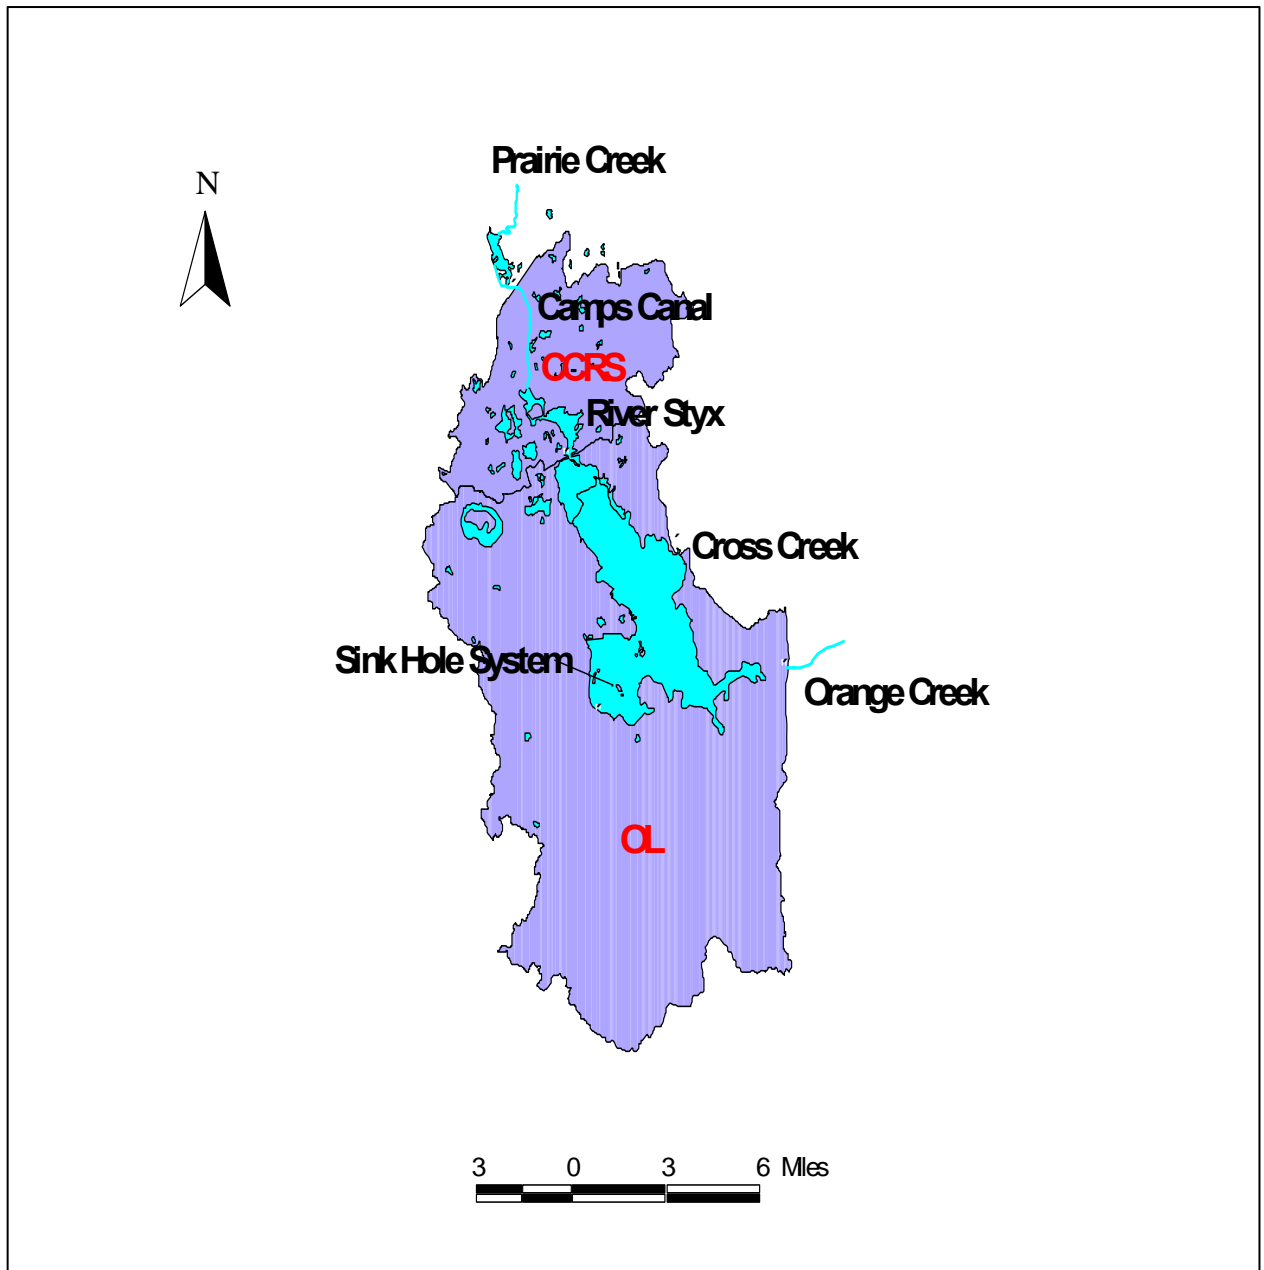 Prairie Creek
N
Camps Canal
CCRS
River Styx
Cross Creek
Sink Hole System
Orange Creek
OL
3 0 3 6 Miles